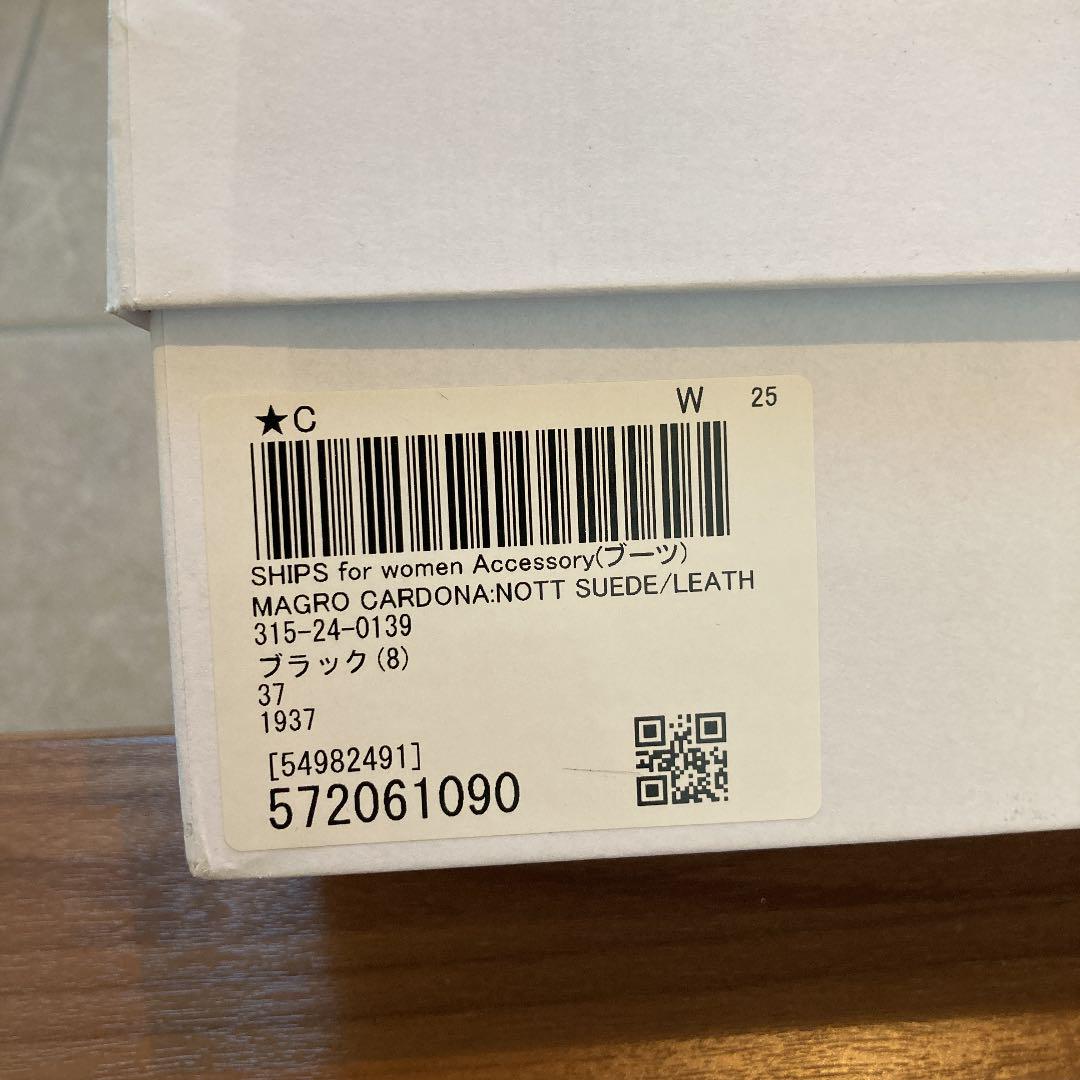 ★C W 25
SHIPS for women Accessory(ブーツ)
MAGRO CARDONA:NOTT SUEDE/LEATH
315-24-0139
ブラック(8)
37
1937
[54982491]
572061090